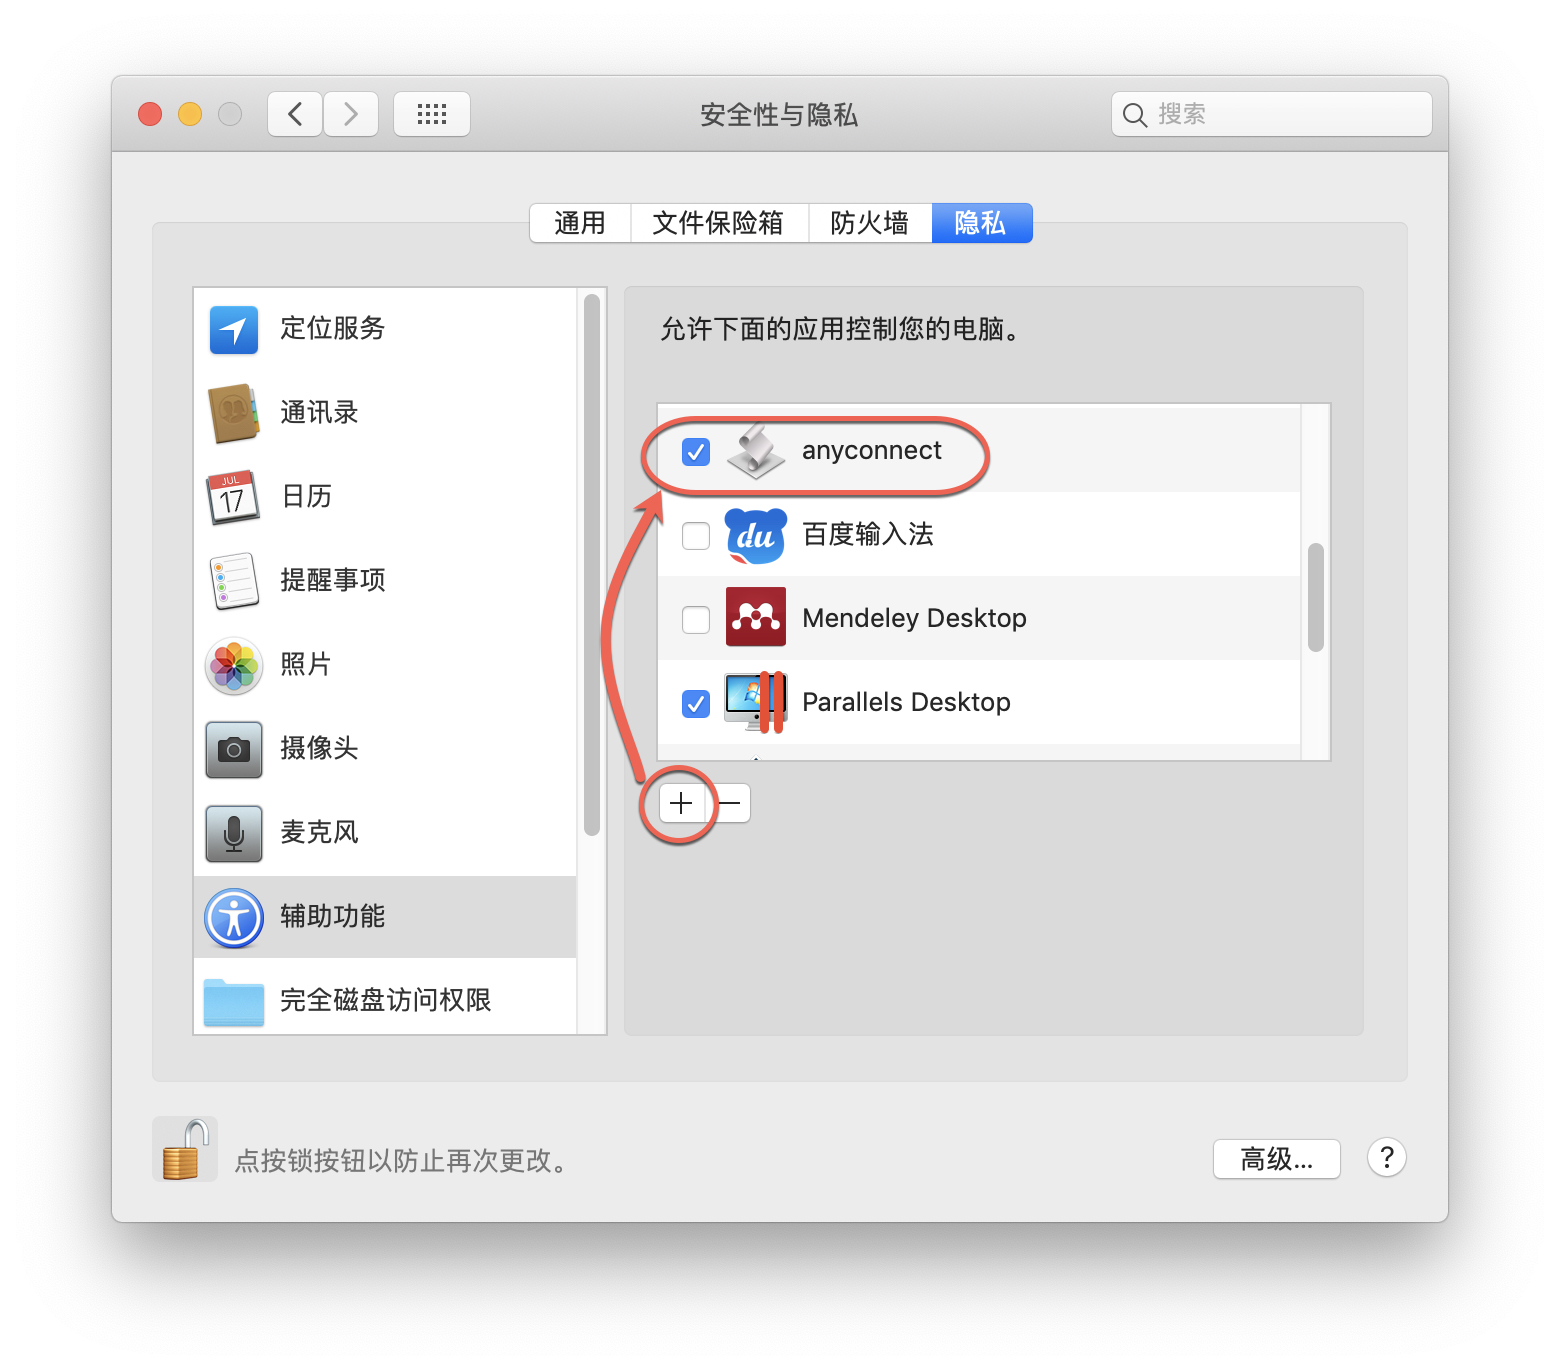 安全性与隐私
搜索
通用
文件保险箱
防火墙
隐私
定位服务
通讯录
JUL
17
日历
提醒事项
照片
摄像头
麦克风
辅助功能
完全磁盘访问权限
允许下面的应用控制您的电脑。
anyconnect
du
百度输入法
Mendeley Desktop
Parallels Desktop
点按锁按钮以防止再次更改。
高级...
?